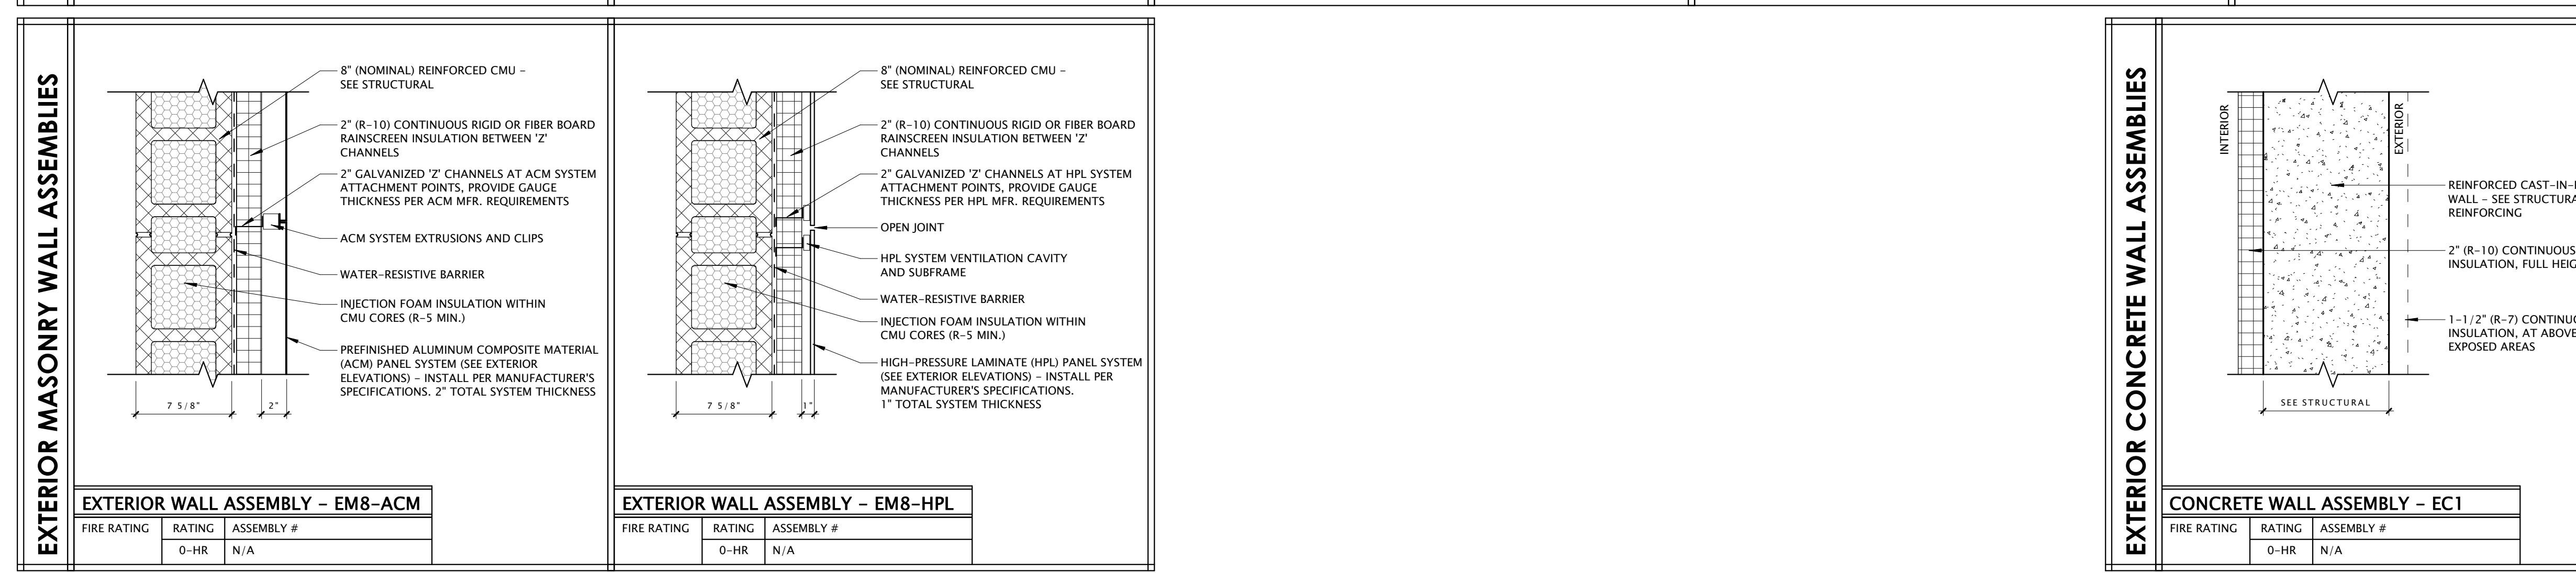 EXTERIOR MASONRY WALL ASSEMBLIES
8" (NOMINAL) REINFORCED CMU -
SEE STRUCTURAL
2" (R-10) CONTINUOUS RIGID OR FIBER BOARD
RAINSCREEN INSULATION BETWEEN 'Z'
CHANNELS
2" GALVANIZED 'Z' CHANNELS AT ACM SYSTEM
ATTACHMENT POINTS, PROVIDE GAUGE
THICKNESS PER ACM MFR. REQUIREMENTS
ACM SYSTEM EXTRUSIONS AND CLIPS
WATER-RESISTIVE BARRIER
INJECTION FOAM INSULATION WITHIN
CMU CORES (R-5 MIN.)
PREFINISHED ALUMINUM COMPOSITE MATERIAL
(ACM) PANEL SYSTEM (SEE EXTERIOR
ELEVATIONS) - INSTALL PER MANUFACTURER'S
SPECIFICATIONS. 2" TOTAL SYSTEM THICKNESS
7 5/8"
2"
EXTERIOR WALL ASSEMBLY - EM8-ACM
FIRE RATING RATING ASSEMBLY #
0-HR N/A
8" (NOMINAL) REINFORCED CMU -
SEE STRUCTURAL
2" (R-10) CONTINUOUS RIGID OR FIBER BOARD
RAINSCREEN INSULATION BETWEEN 'Z'
CHANNELS
2" GALVANIZED 'Z' CHANNELS AT HPL SYSTEM
ATTACHMENT POINTS, PROVIDE GAUGE
THICKNESS PER HPL MFR. REQUIREMENTS
OPEN JOINT
HPL SYSTEM VENTILATION CAVITY
AND SUBFRAME
WATER-RESISTIVE BARRIER
INJECTION FOAM INSULATION WITHIN
CMU CORES (R-5 MIN.)
HIGH-PRESSURE LAMINATE (HPL) PANEL SYSTEM
(SEE EXTERIOR ELEVATIONS) - INSTALL PER
MANUFACTURER'S SPECIFICATIONS.
1" TOTAL SYSTEM THICKNESS
7 5/8"
1"
EXTERIOR WALL ASSEMBLY - EM8-HPL
FIRE RATING RATING ASSEMBLY #
0-HR N/A
EXTERIOR CONCRETE WALL ASSEMBLIES
INTERIOR
EXTERIOR
REINFORCED CAST-IN-
WALL - SEE
REINFORCING
2" (R-10) CONTINUOUS
INSULATION, FULL
1-1/2" (R-7)
INSULATION, AT ABOVE
EXPOSED AREAS
SEE STRUCTURAL
CONCRETE WALL ASSEMBLY - EC1
FIRE RATING RATING ASSEMBLY #
0-HR N/A